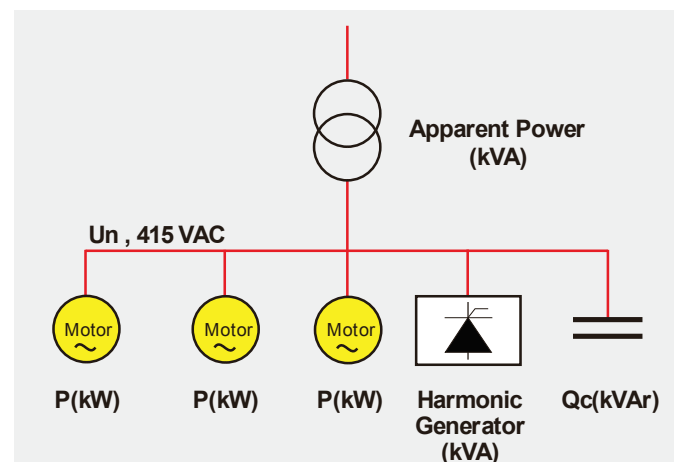 Apparent Power
(kVA)
Un , 415 VAC
Motor
Motor
Motor
P(kW)
P(kW)
P(kW)
Harmonic
Generator
(kVA)
Qc(kVAr)